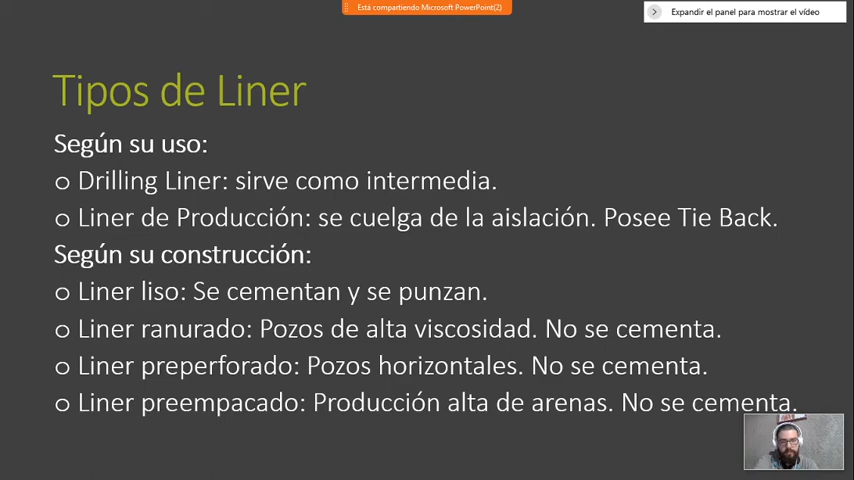 Está compartiendo Microsoft PowerPoint(2)
Expandir el panel para mostrar el vídeo
Tipos de Liner
Según su uso:
o Drilling Liner: sirve como intermedia.
o Liner de Producción: se cuelga de la aislación. Posee Tie Back.
Según su construcción:
o Liner liso: Se cementan y se punzan.
o Liner ranurado: Pozos de alta viscosidad. No se cementa.
o Liner preperforado: Pozos horizontales. No se cementa.
o Liner preempacado: Producción alta de arenas. No se cementa.